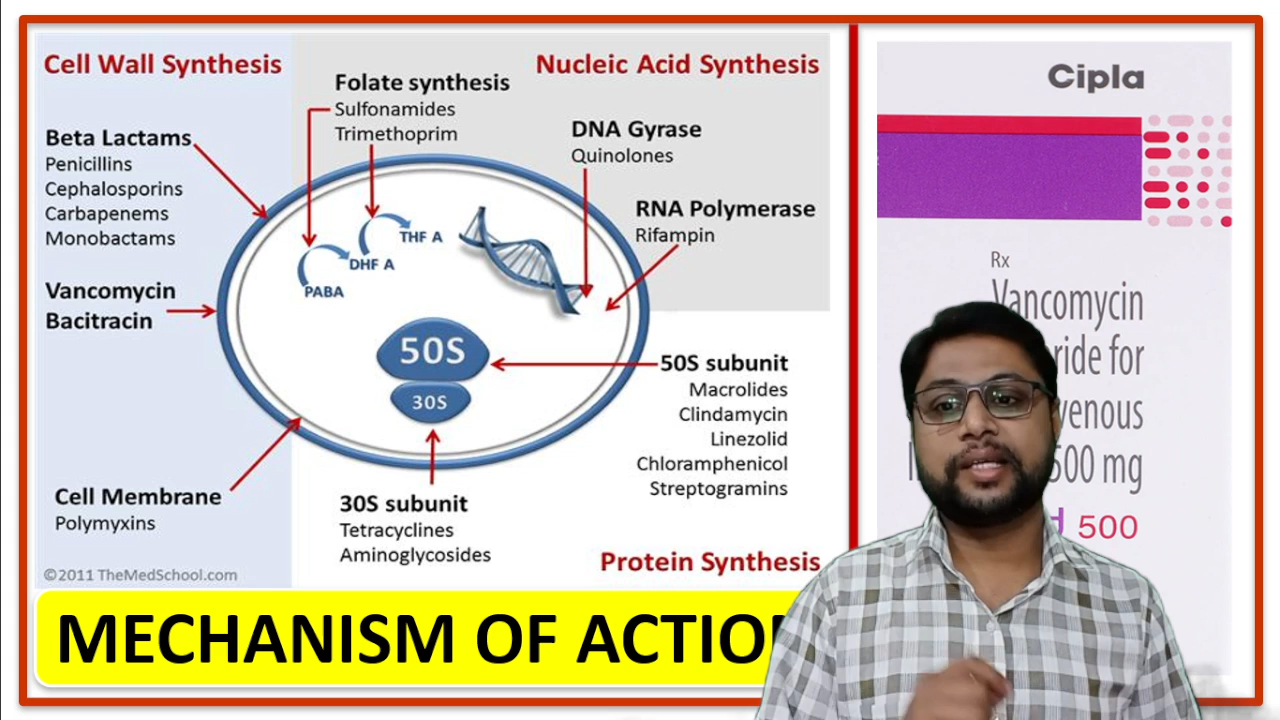 Cell Wall Synthesis
Beta Lactams
Penicillins
Cephalosporins
Carbapenems
Monobactams
Vancomycin
Bacitracin
Cell Membrane
Polymyxins
©2011 TheMedSchool.com
Nucleic Acid Synthesis
Folate synthesis
Sulfonamides
Trimethoprim
DNA Gyrase
Quinolones
RNA Polymerase
Rifampin
THF A
DHF A
PABA
50S
30S
50S subunit
Macrolides
Clindamycin
Linezolid
Chloramphenicol
Streptogramins
30S subunit
Tetracyclines
Aminoglycosides
Protein Synthesis
MECHANISM OF ACTIO
Cipla
Rx
Vancomycin
ride for
venous
500 mg
500